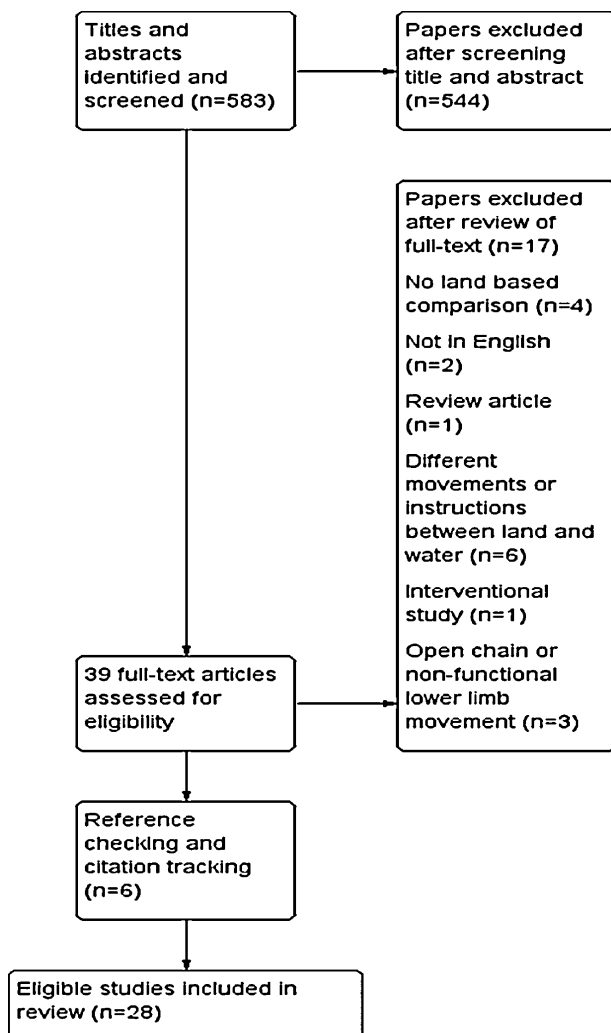 Titles and
abstracts
identified and
screened (n=583)
Papers excluded
after screening
title and abstract
(n=544)
Papers excluded
after review of
full-text (n=17)
No land based
comparison (n=4)
Not in English
(n=2)
Review article
(n=1)
Different
movements or
instructions
between land and
water (n=6)
Interventional
study (n=1)
Open chain or
non-functional
lower limb
movement (n=3)
39 full-text articles
assessed for
eligibility
Reference
checking and
citation tracking
(n=6)
Eligible studies included in
review (n=28)